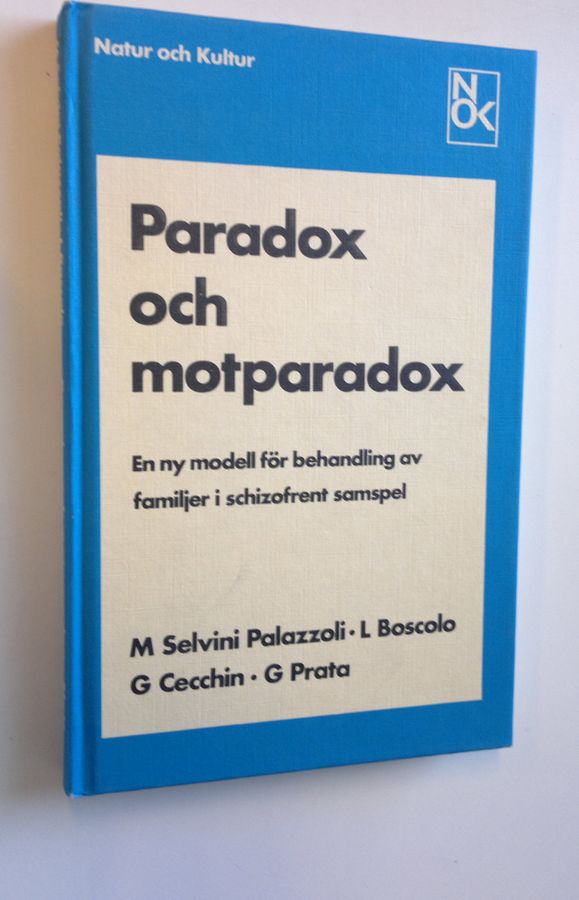 Natur och Kultur
N
OK
Paradox
och
motparadox
En ny modell för behandling av
familjer i schizofrent samspel
M Selvini Palazzoli · L Boscolo
G Cecchin · G Prata